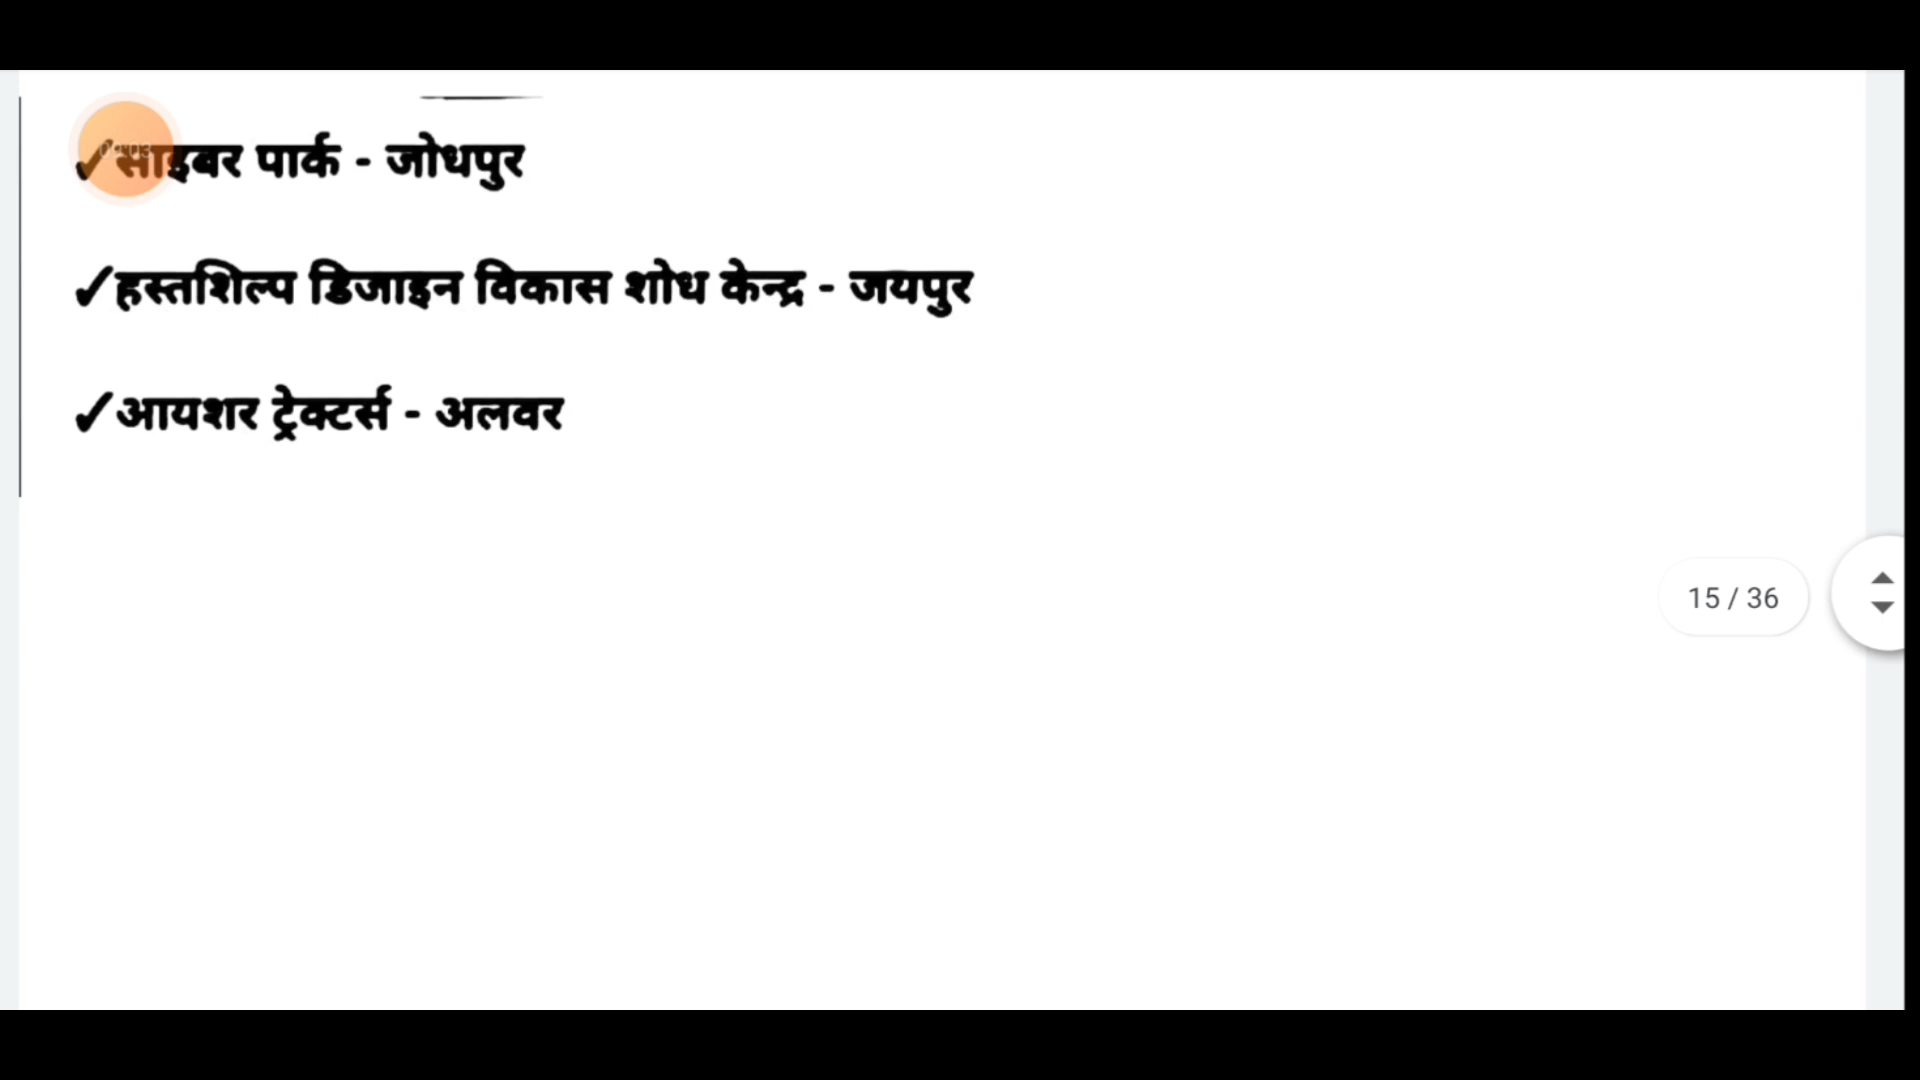 ✓साइबर पार्क - जोधपुर
✓हस्तशिल्प डिजाइन विकास शोध केन्द्र - जयपुर
✓आयशर ट्रेक्टर्स - अलवर
15 / 36